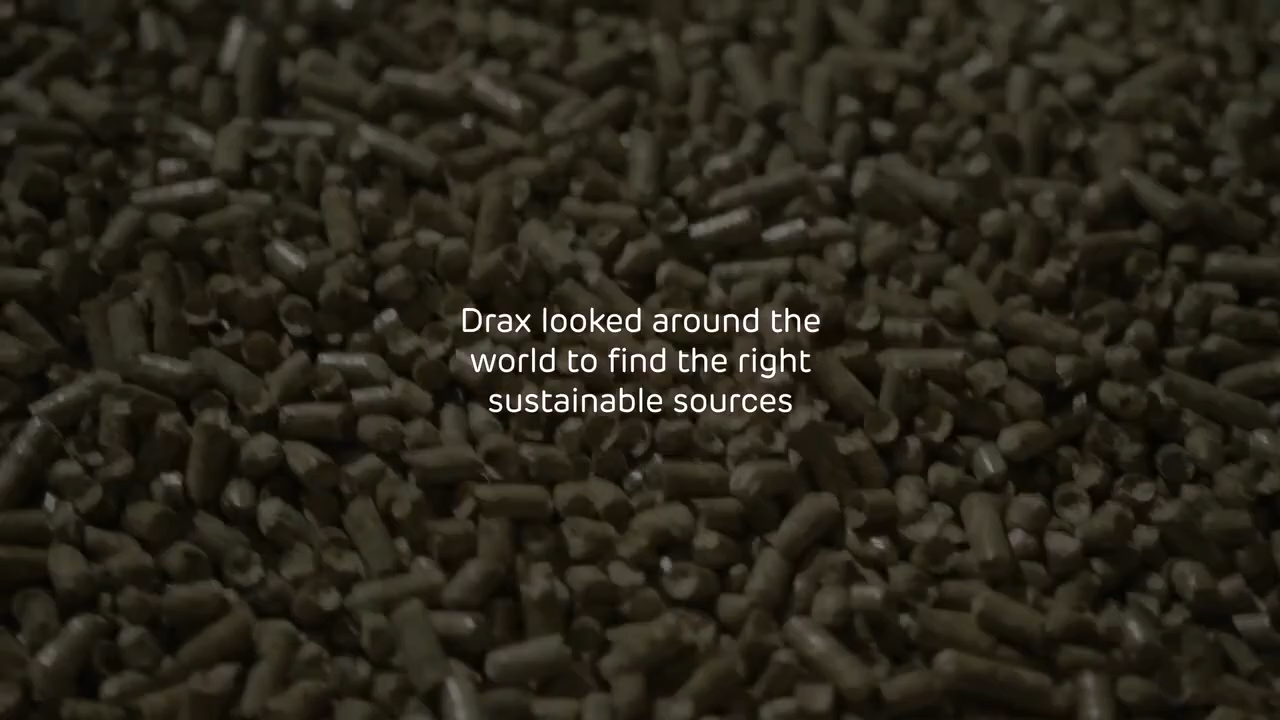 Drax looked around the
world to find the right
sustainable sources